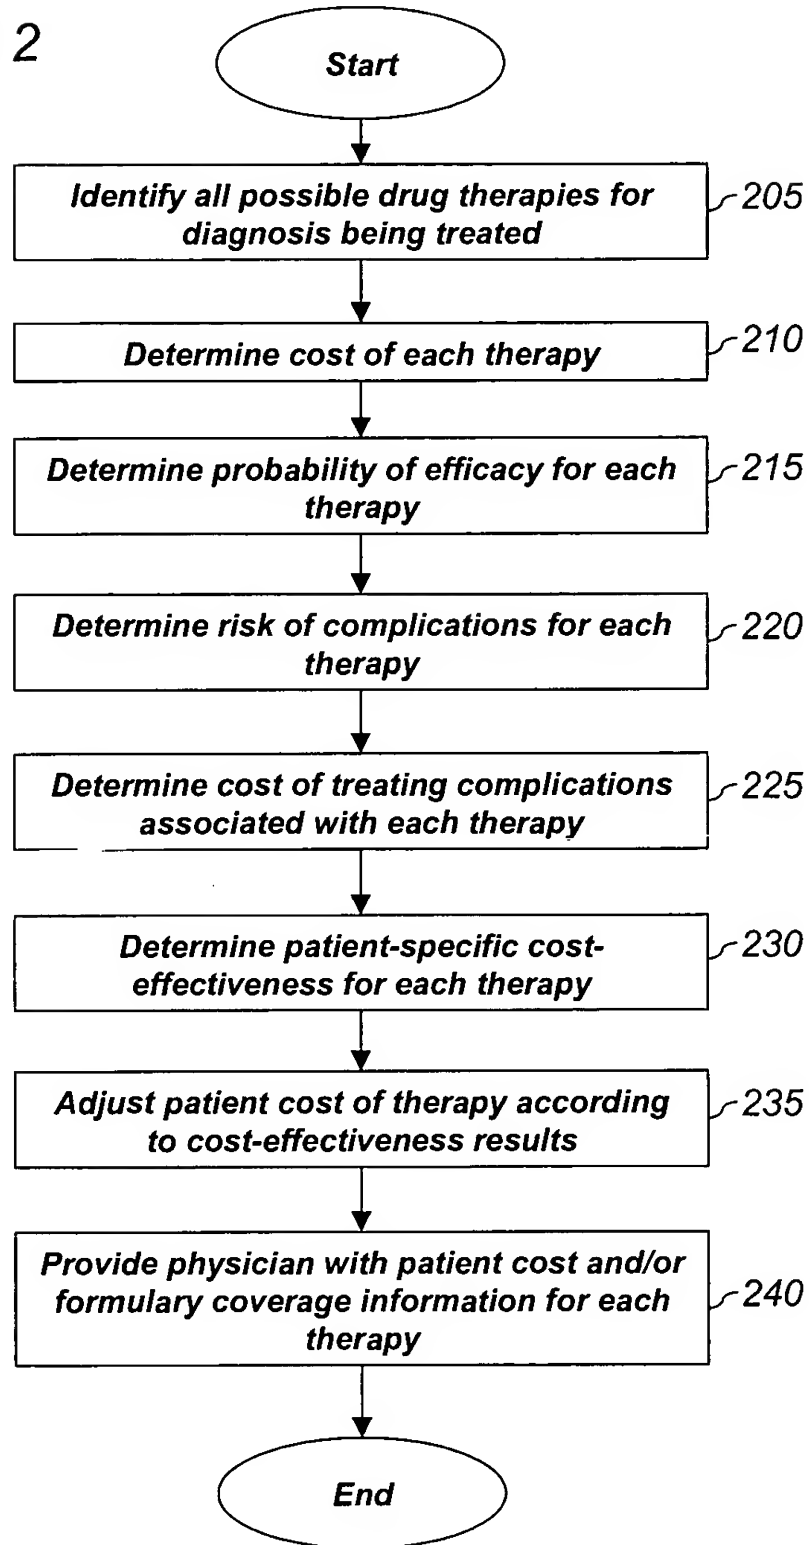 2
Start
Identify all possible drug therapies for
diagnosis being treated
205
Determine cost of each therapy
210
Determine probability of efficacy for each
therapy
215
Determine risk of complications for each
therapy
220
Determine cost of treating complications
associated with each therapy
225
Determine patient-specific cost-
effectiveness for each therapy
230
Adjust patient cost of therapy according
to cost-effectiveness results
235
Provide physician with patient cost and/or
formulary coverage information for each
therapy
240
End